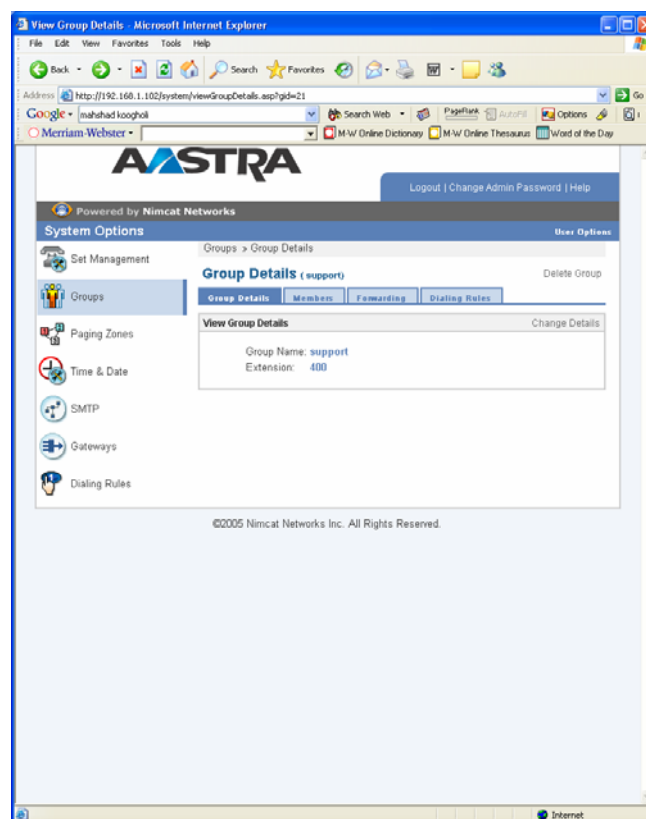 View Group Details - Microsoft Internet Explorer
File Edit View Favorites Tools Help
Back Search Favorites
Address http://192.168.1.102/system/viewGroupDetails.asp?gid=21 Go
Google mahshad koogholi Search Web PageRank AutoFill Options
Merriam-Webster M-W Online Dictionary M-W Online Thesaurus Word of the Day
AASTRA
Logout | Change Admin Password | Help
Powered by Nimcat Networks
System Options User Options
Set Management
Groups
Paging Zones
Time & Date
SMTP
Gateways
Dialing Rules
Groups > Group Details
Group Details ( support) Delete Group
Group Details Members Forwarding Dialing Rules
View Group Details Change Details
Group Name: support
Extension: 400
©2005 Nimcat Networks Inc. All Rights Reserved.
Internet